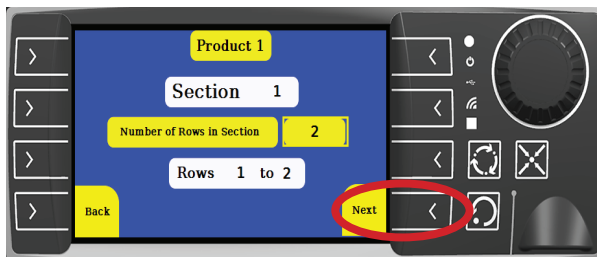 Product 1
Section 1
Number of Rows in Section 2
Rows 1 to 2
Back
Next